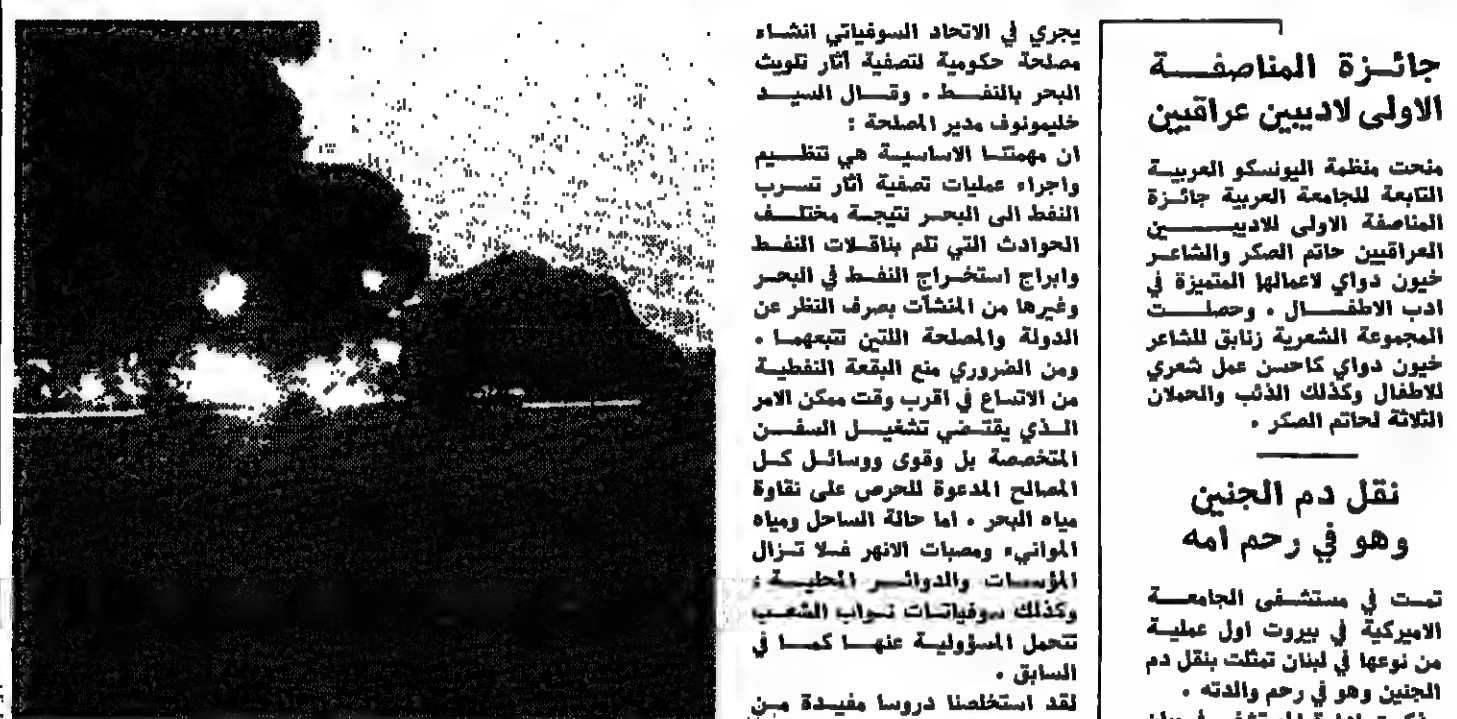 جائزة المناصفة
الاولى لاديبين عراقيين
منحت منظمة اليونسكو العربية
التابعة للجامعة العربية جائزة
المناصفة الاولى للاديبين
العراقيين حاتم الصكر والشاعر
خيون دواي لاعمالها المتميزة في
ادب الاطفال . وحصلت
المجموعة الشعرية زنابق للشاعر
خيون دواي كاحسن عمل شعري
للاطفال وكذلك الذئب والحملان
الثلاثة لحاتم الصكر .
نقل دم الجنين
وهو في رحم امه
تمت في مستشفى الجامعة
الاميركية في بيروت اول عملية
من نوعها في لبنان تمثلت بنقل دم
الجنين وهو في رحم والدته .
يجري في الاتحاد السوفياتي انشاء
مصلحة حكومية لتصفية آثار تلويث
البحر بالنفط . وقال السيد
خليمونوف مدير المصلحة :
ان مهمتنا الاساسية هي تنظيم
واجراء عمليات تصفية آثار تسرب
النفط الى البحر نتيجة مختلف
الحوادث التي تلم بناقلات النفط
وابراج استخراج النفط في البحر
وغيرها من المنشآت بصرف النظر عن
الدولة والمصلحة اللتين تتبعهما .
ومن الضروري منع البقعة النفطية
من الاتساع في اقرب وقت ممكن الامر
الذي يقتضي تشغيل السفن
المتخصصة بل وقوى ووسائل كل
المصالح المدعوة للحرص على نقاوة
مياه البحر . اما حالة الساحل ومياه
الموانيء ومصبات الانهر فلا تزال
المؤسسات والدوائر المحلية :
وكذلك سوفياتات نواب الشعب
تتحمل المسؤولية عنها كما في
السابق .
لقد استخلصنا دروسا مفيدة من